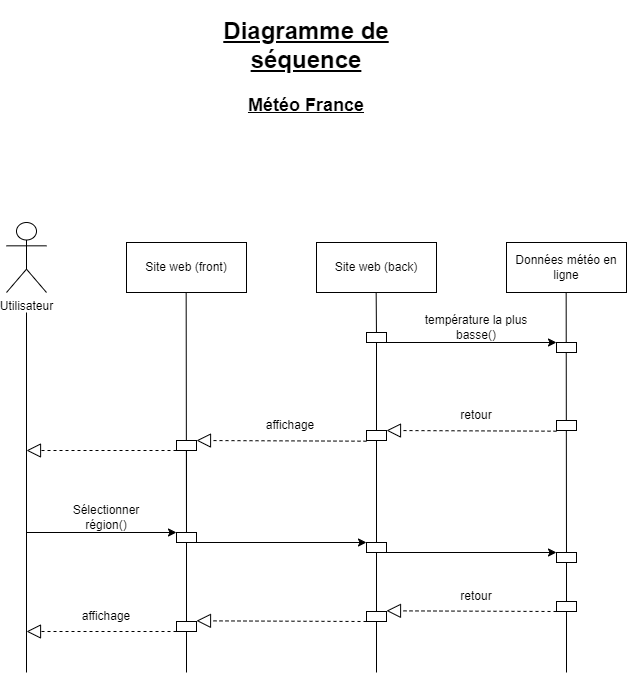 Diagramme de
séquence
Météo France
Utilisateur
Site web (front)
Site web (back)
Données météo en
ligne
température la plus
basse()
retour
affichage
Sélectionner
région()
retour
affichage